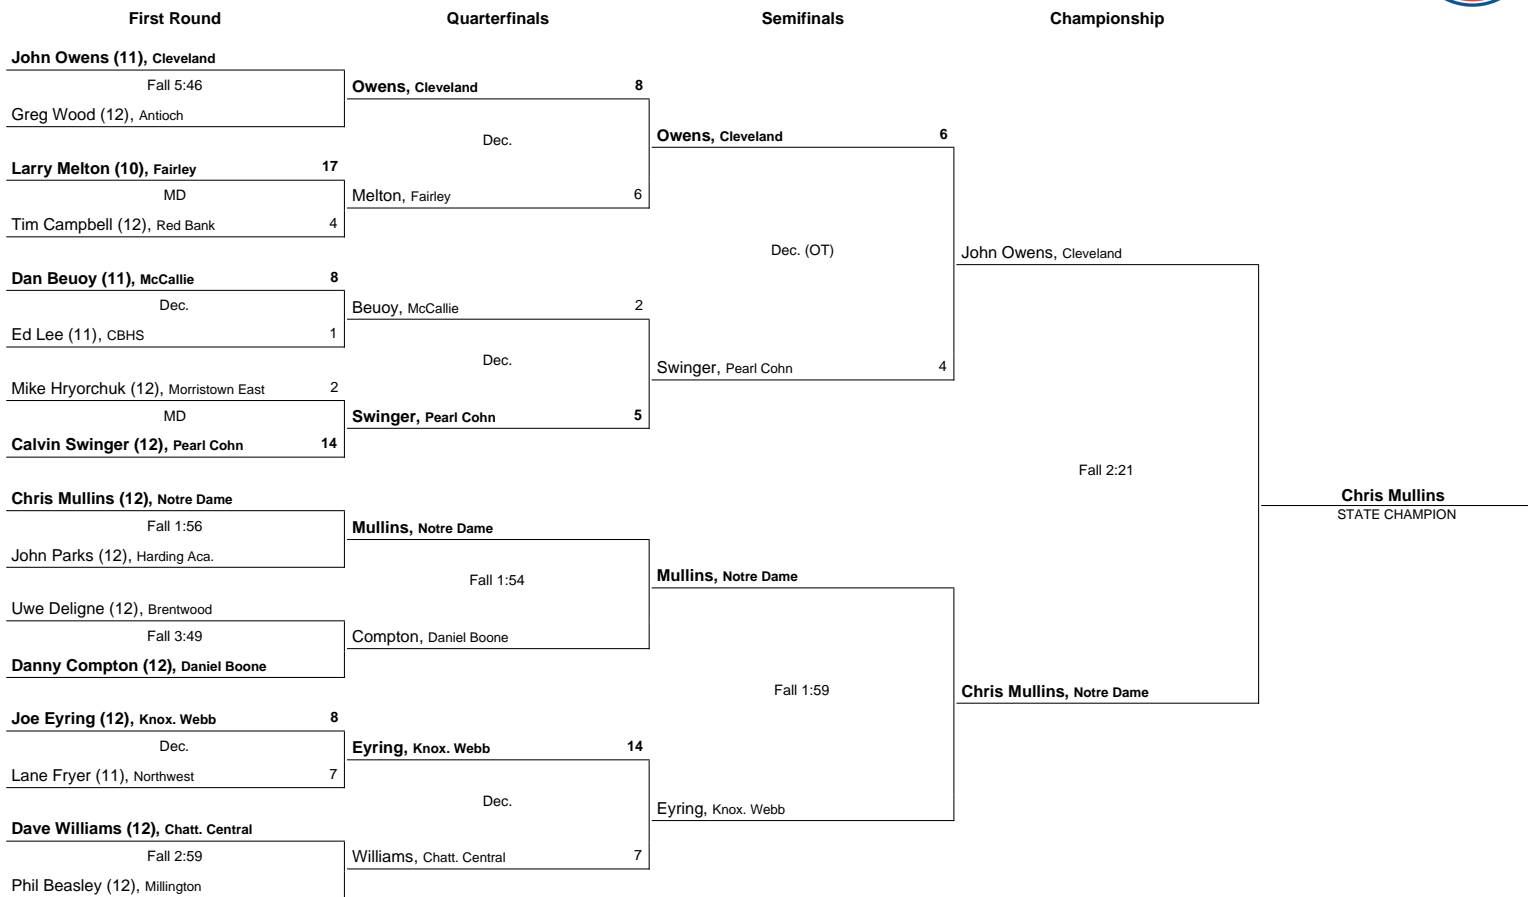 First Round Quarterfinals Semifinals Championship
John Owens (11), Cleveland
Fall 5:46
Greg Wood (12), Antioch
Larry Melton (10), Fairley 17
MD
Tim Campbell (12), Red Bank 4
Dan Beuoy (11), McCallie 8
Dec.
Ed Lee (11), CBHS 1
Mike Hryorchuk (12), Morristown East 2
MD
Calvin Swinger (12), Pearl Cohn 14
Chris Mullins (12), Notre Dame
Fall 1:56
John Parks (12), Harding Aca.
Uwe Deligne (12), Brentwood
Fall 3:49
Danny Compton (12), Daniel Boone
Joe Eyring (12), Knox. Webb 8
Dec.
Lane Fryer (11), Northwest 7
Dave Williams (12), Chatt. Central
Fall 2:59
Phil Beasley (12), Millington
Owens, Cleveland 8
Dec.
Melton, Fairley 6
Beuoy, McCallie 2
Dec.
Swinger, Pearl Cohn 5
Mullins, Notre Dame
Fall 1:54
Compton, Daniel Boone
Eyring, Knox. Webb 14
Dec.
Williams, Chatt. Central 7
Owens, Cleveland 6
Dec. (OT)
Swinger, Pearl Cohn 4
Mullins, Notre Dame
Fall 1:59
Eyring, Knox. Webb
John Owens, Cleveland
Fall 2:21
Chris Mullins, Notre Dame
Chris Mullins
STATE CHAMPION